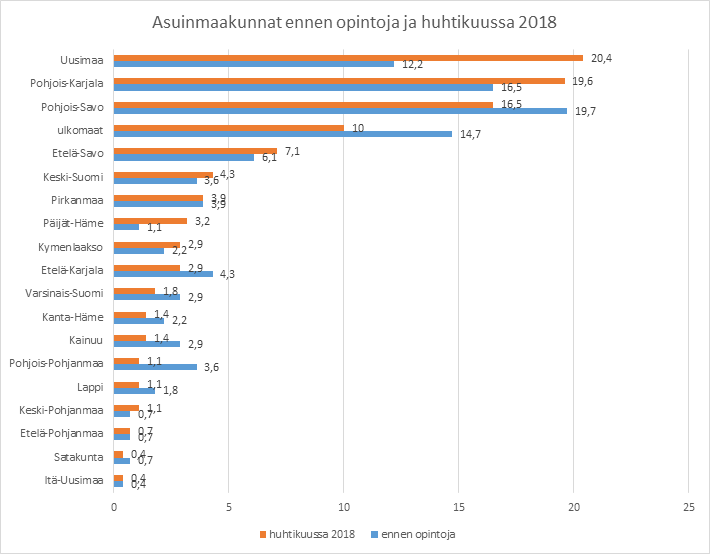 Asuinmaakunnat ennen opintoja ja huhtikuussa 2018
Uusimaa 20,4
12,2
Pohjois-Karjala 19,6
16,5
Pohjois-Savo 16,5
19,7
ulkomaat 10
14,7
Etelä-Savo 7,1
6,1
Keski-Suomi 4,3
3,6
Pirkanmaa 3,9
3,9
Päijät-Häme 3,2
1,1
Kymenlaakso 2,9
2,2
Etelä-Karjala 2,9
4,3
Varsinais-Suomi 1,8
2,9
Kanta-Häme 1,4
2,2
Kainuu 1,4
2,9
Pohjois-Pohjanmaa 1,1
3,6
Lappi 1,1
1,8
Keski-Pohjanmaa 1,1
0,7
Etelä-Pohjanmaa 0,7
0,7
Satakunta 0,4
0,7
Itä-Uusimaa 0,4
0,4
0 5 10 15 20 25
huhtikuussa 2018 ennen opintoja